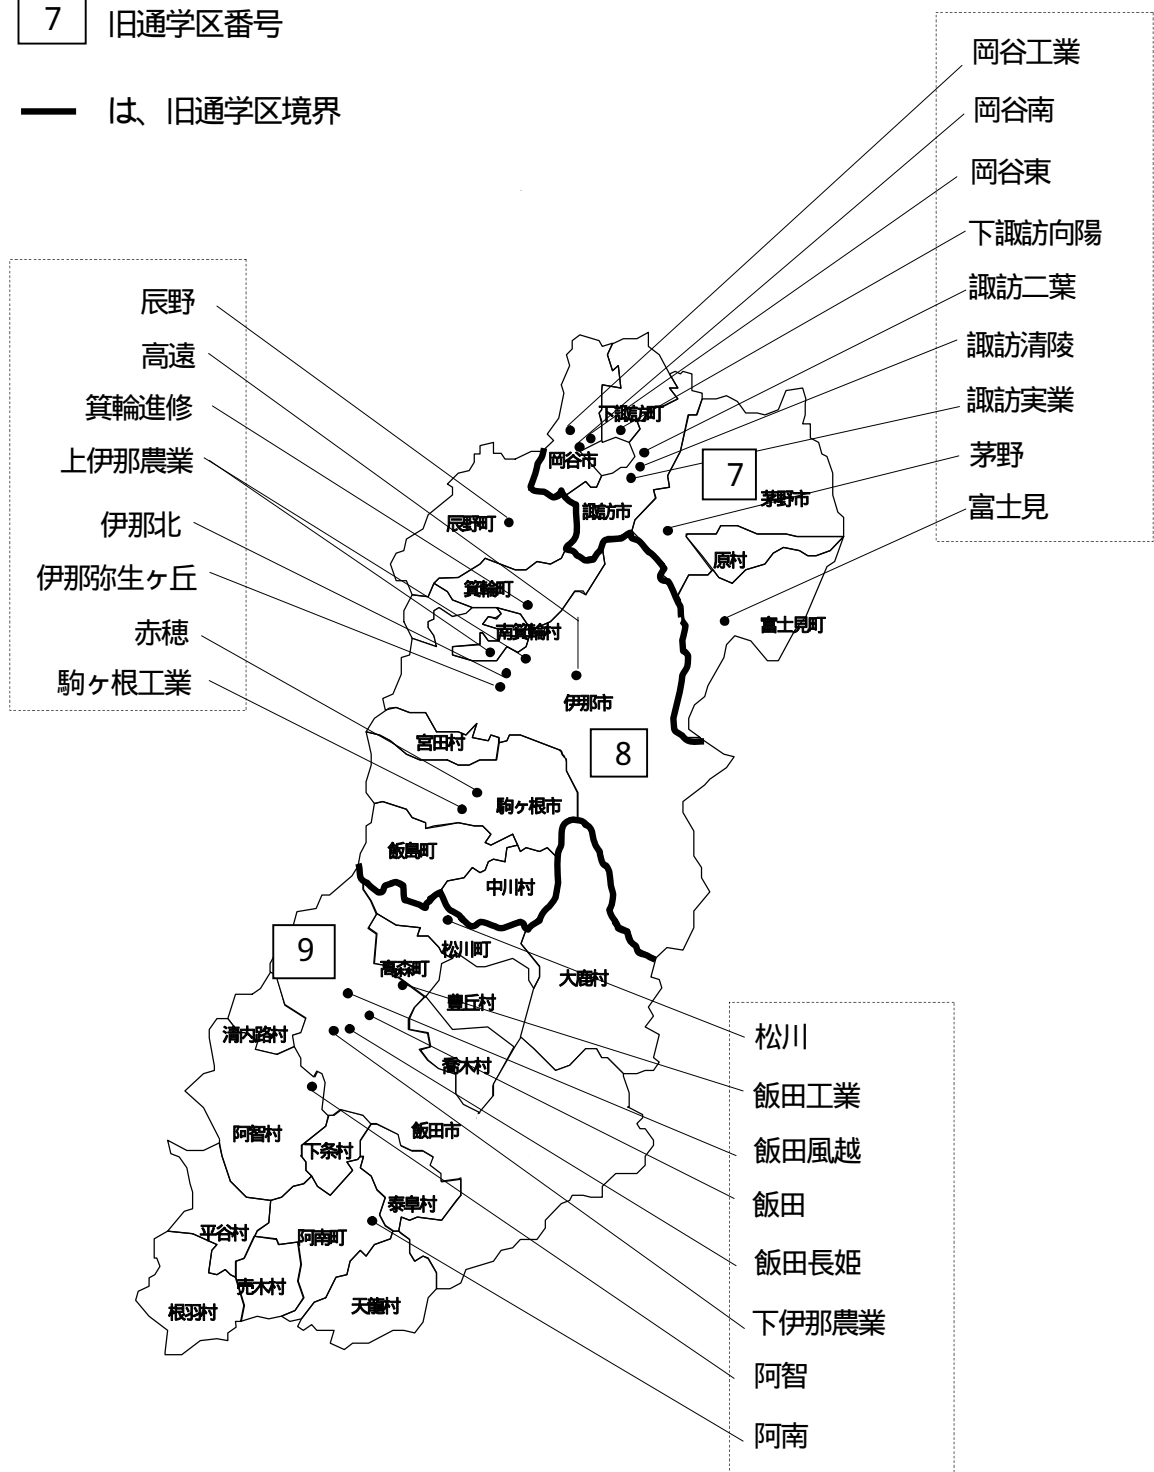 7 旧通学区番号
は、旧通学区境界
岡谷工業
岡谷南
岡谷東
下諏訪向陽
諏訪二葉
諏訪清陵
諏訪実業
茅野
富士見
辰野
高遠
箕輪進修
上伊那農業
伊那北
伊那弥生ヶ丘
赤穂
駒ヶ根工業
下諏訪町
岡谷市
7
茅野市
諏訪市
辰野町
原村
箕輪町
富士見町
南箕輪村
伊那市
宮田村
8
駒ヶ根市
飯島町
中川村
9
松川町
高森町
大鹿村
豊丘村
清内路村
喬木村
阿智村
飯田市
下条村
泰阜村
平谷村
阿南町
売木村
根羽村
天龍村
松川
飯田工業
飯田風越
飯田
飯田長姫
下伊那農業
阿智
阿南